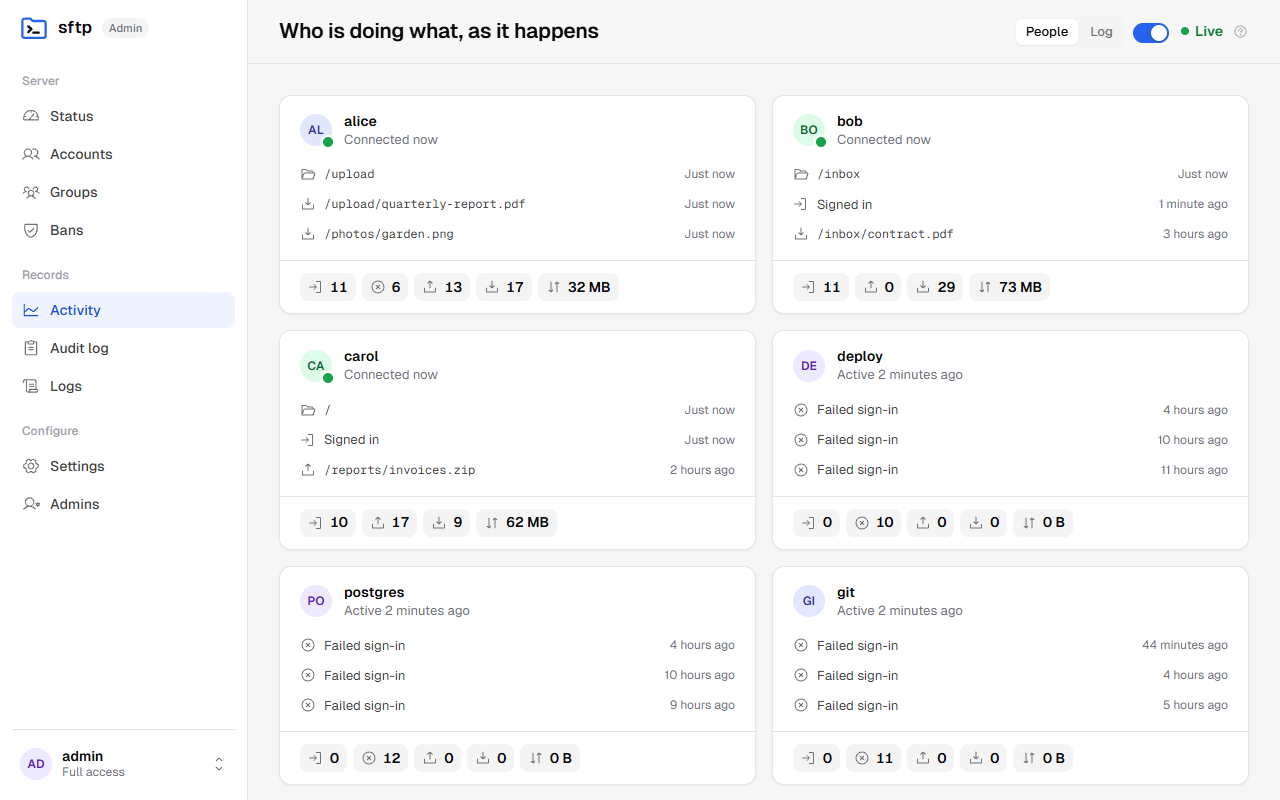 sftp Admin
Server
Status
Accounts
Groups
Bans
Records
Activity
Audit log
Logs
Configure
Settings
Admins
AD
admin
Full access
Who is doing what, as it happens
People Log Live
AL
alice
Connected now
/upload Just now
/upload/quarterly-report.pdf Just now
/photos/garden.png Just now
11 6 13 17 32 MB
BO
bob
Connected now
/inbox Just now
Signed in 1 minute ago
/inbox/contract.pdf 3 hours ago
11 0 29 73 MB
CA
carol
Connected now
/ Just now
Signed in Just now
/reports/invoices.zip 2 hours ago
10 17 9 62 MB
DE
deploy
Active 2 minutes ago
Failed sign-in 4 hours ago
Failed sign-in 10 hours ago
Failed sign-in 11 hours ago
0 10 0 0 0 B
PO
postgres
Active 2 minutes ago
Failed sign-in 4 hours ago
Failed sign-in 10 hours ago
Failed sign-in 9 hours ago
0 12 0 0 0 B
GI
git
Active 2 minutes ago
Failed sign-in 44 minutes ago
Failed sign-in 4 hours ago
Failed sign-in 5 hours ago
0 11 0 0 0 B